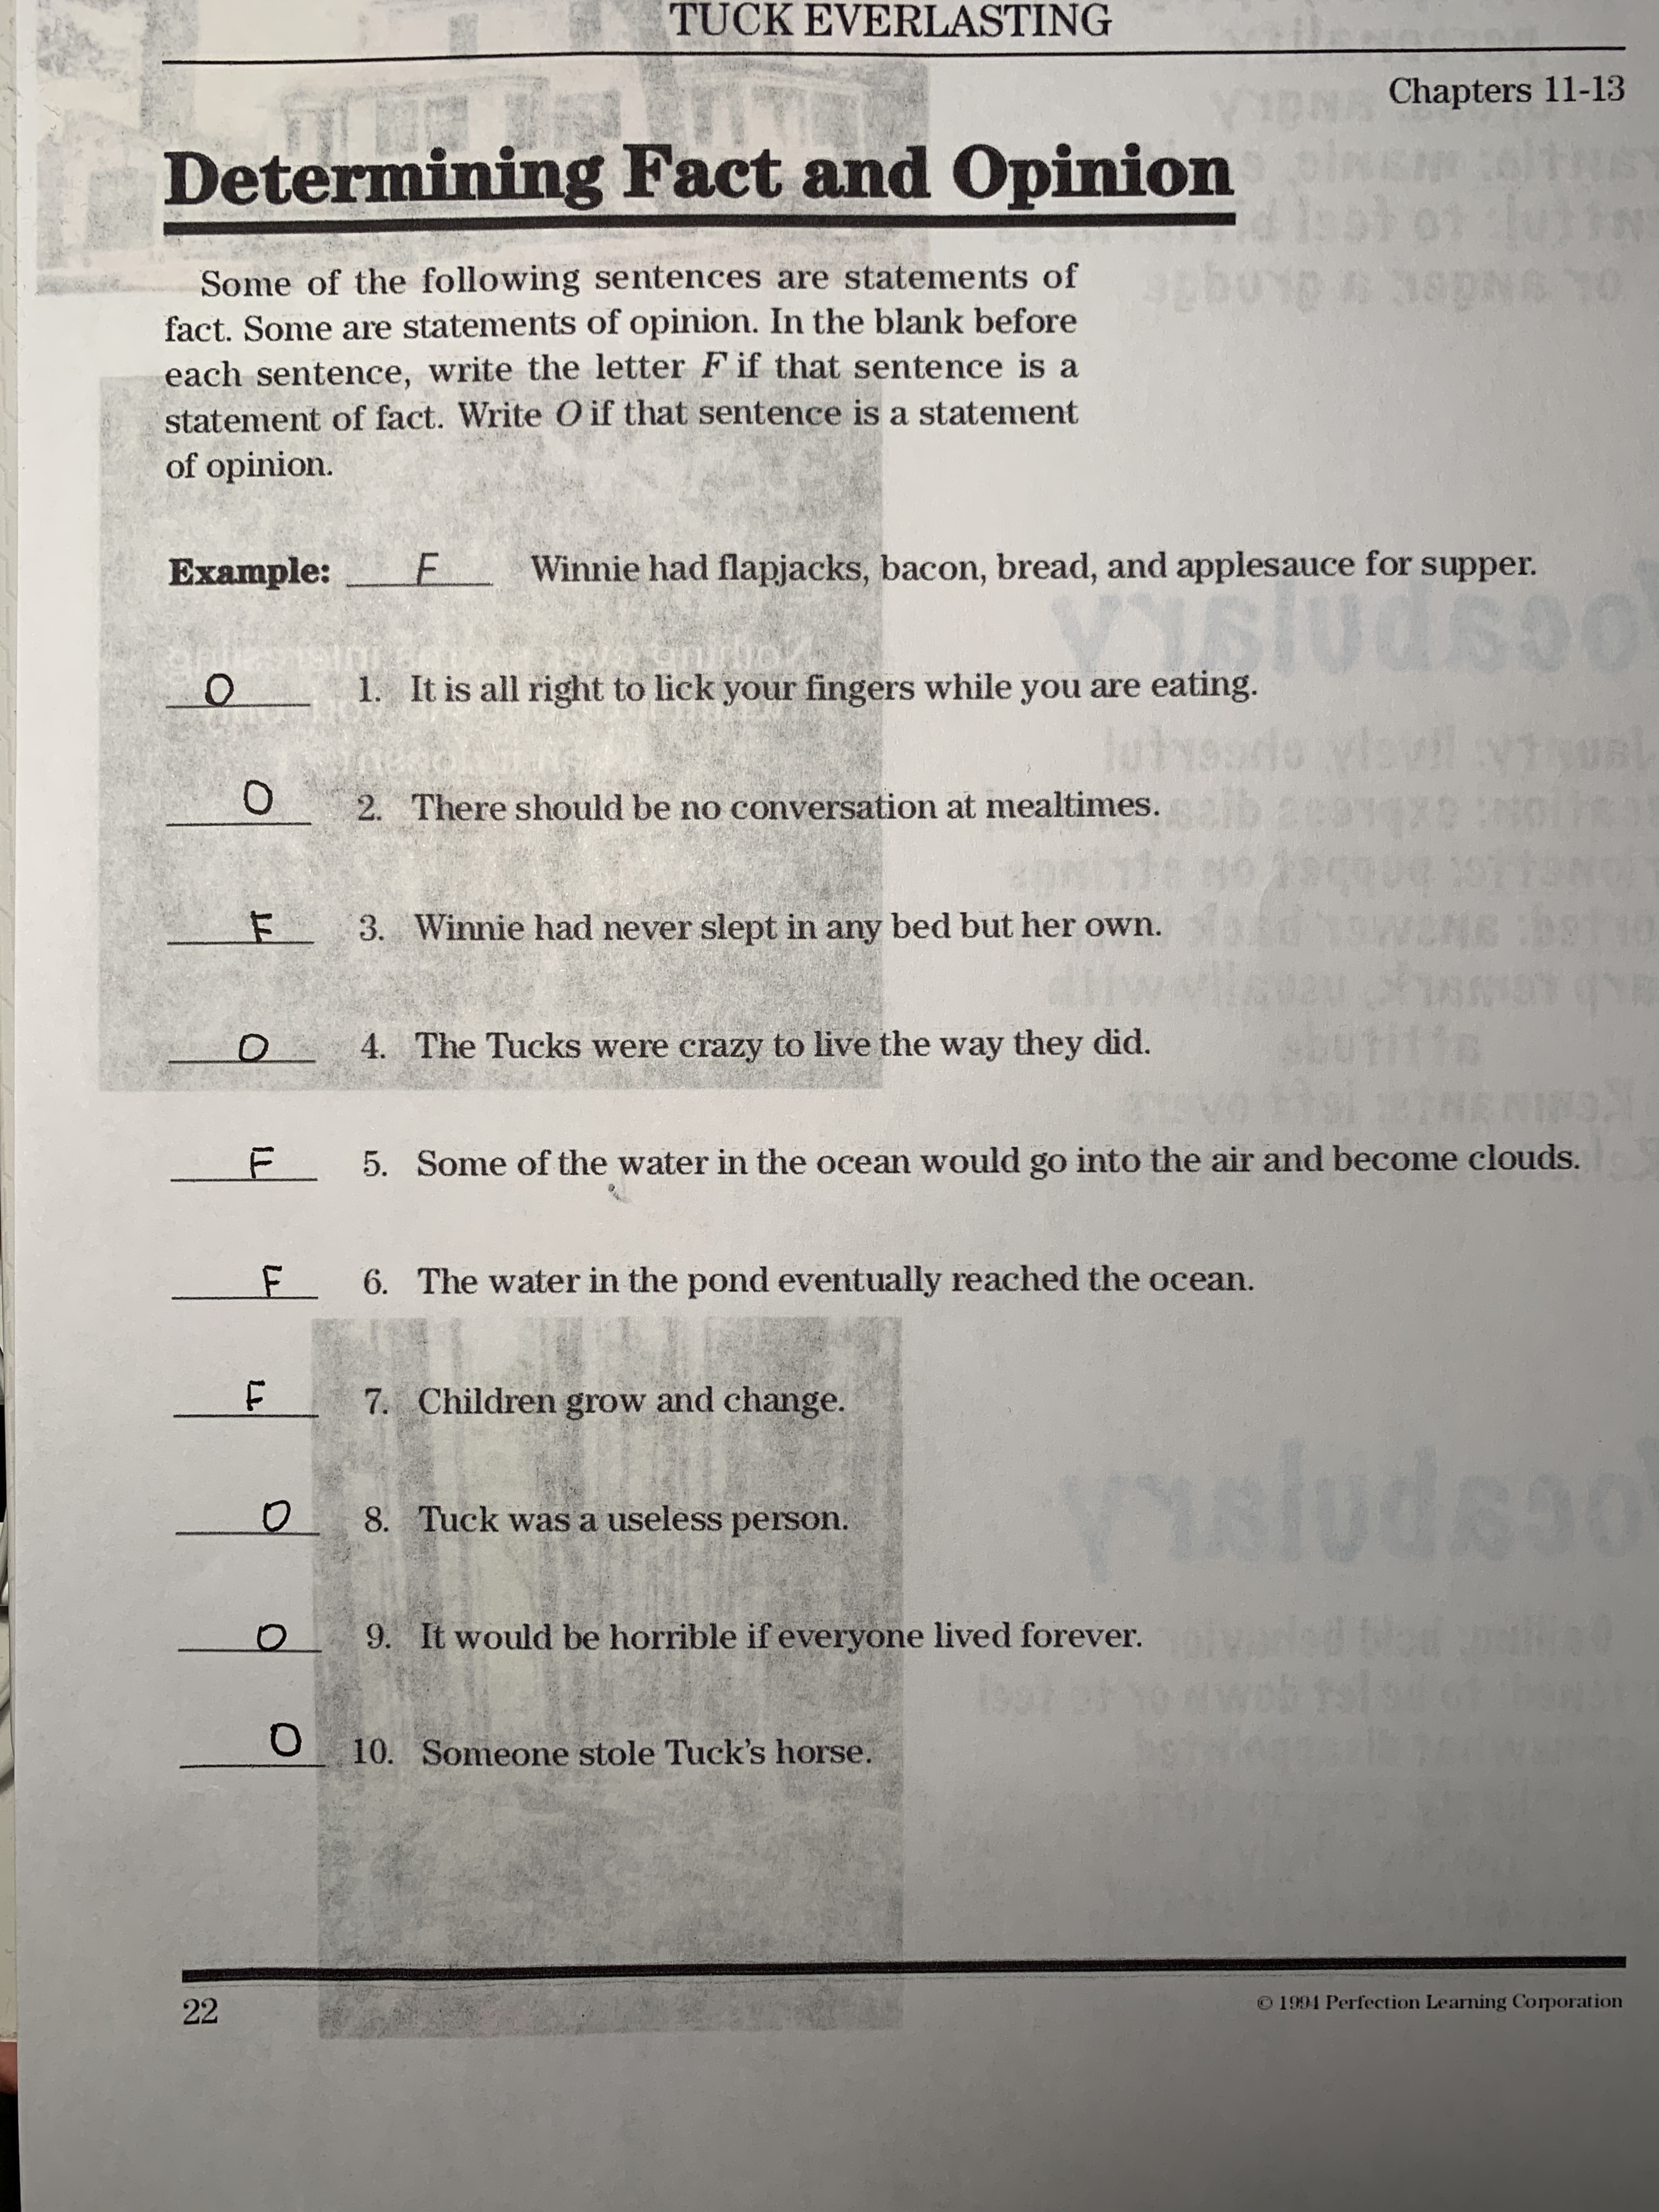 TUCK EVERLASTING
Chapters 11-13
Determining Fact and Opinion
Some of the following sentences are statements of
fact. Some are statements of opinion. In the blank before
each sentence, write the letter F if that sentence is a
statement of fact. Write O if that sentence is a statement
of opinion.
Example: F Winnie had flapjacks, bacon, bread, and applesauce for supper.
O 1. It is all right to lick your fingers while you are eating.
O 2. There should be no conversation at mealtimes.
F 3. Winnie had never slept in any bed but her own.
O 4. The Tucks were crazy to live the way they did.
F 5. Some of the water in the ocean would go into the air and become clouds.
F 6. The water in the pond eventually reached the ocean.
F 7. Children grow and change.
O 8. Tuck was a useless person.
O 9. It would be horrible if everyone lived forever.
O 10. Someone stole Tuck's horse.
22
© 1991 Perfection Learning Corporation